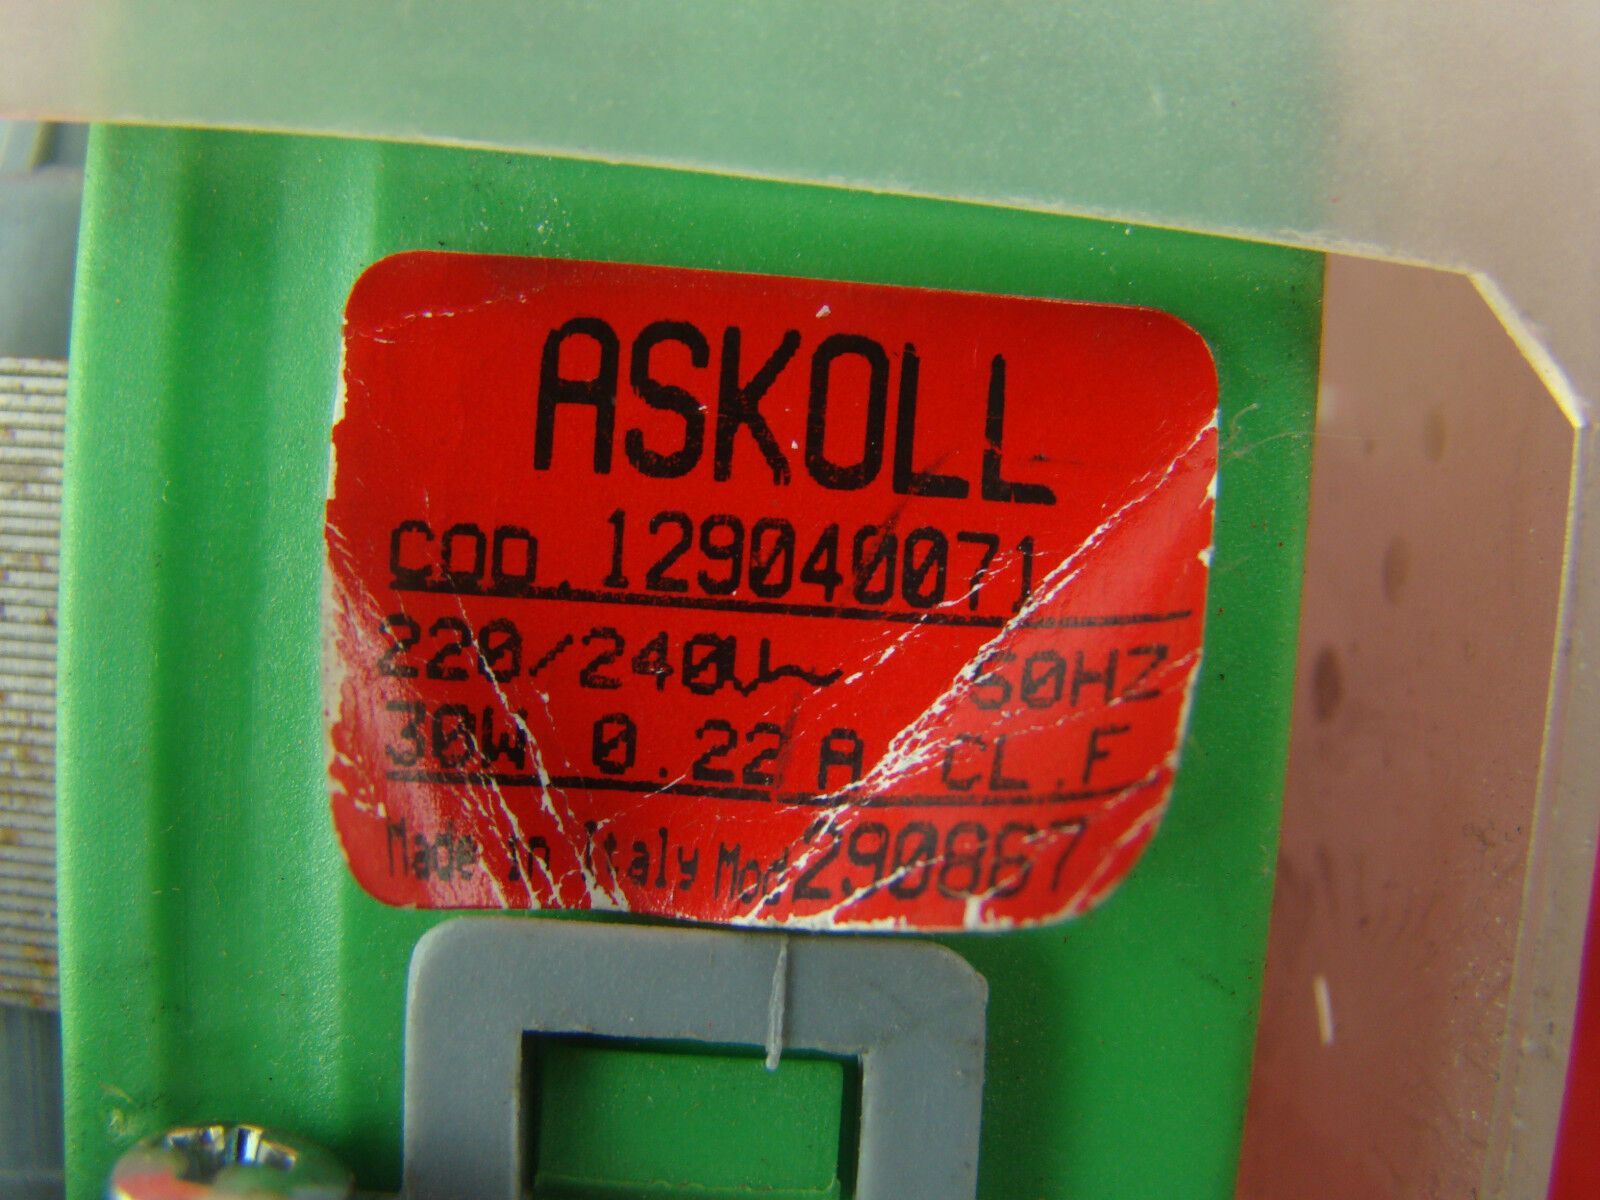 ASKOLL
COD.129040071
220/240V~ 50HZ
30W 0.22 A CL.F
Made in Italy Mod 290867